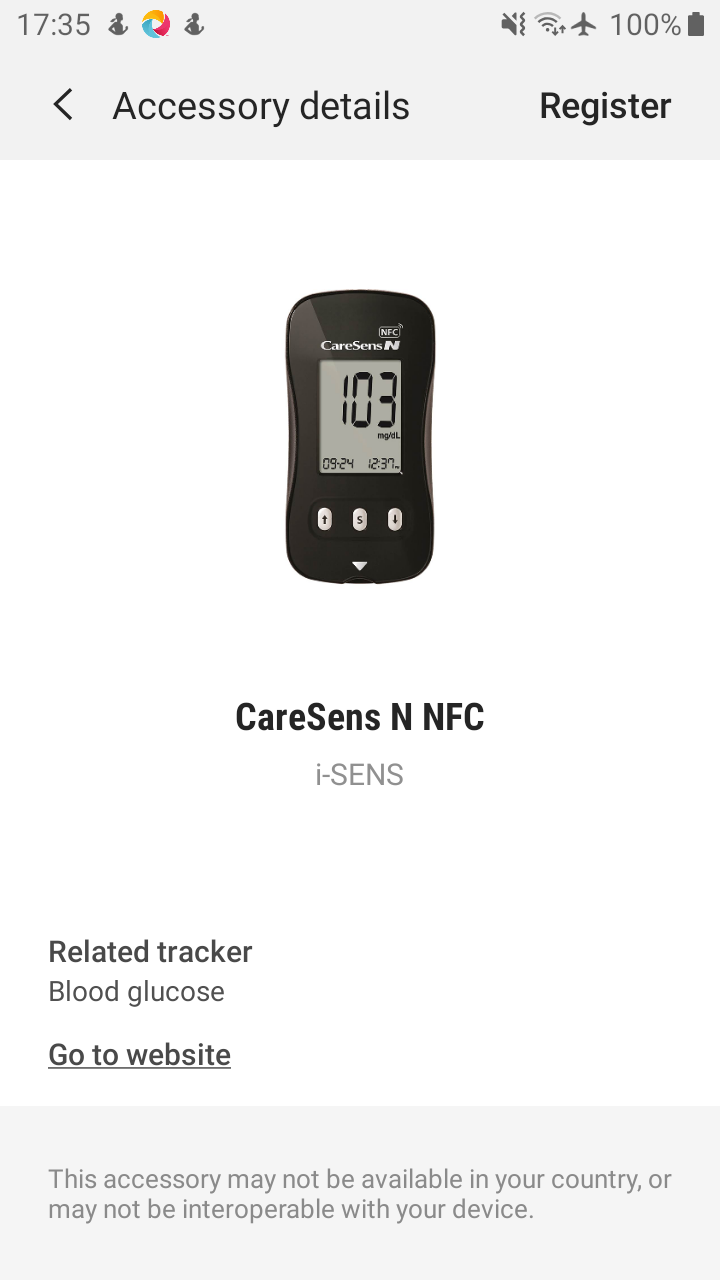 17:35
100%
Accessory details
Register
NFC
CareSens N
103
mg/dL
09-24 12:37
CareSens N NFC
i-SENS
Related tracker
Blood glucose
Go to website
This accessory may not be available in your country, or
may not be interoperable with your device.